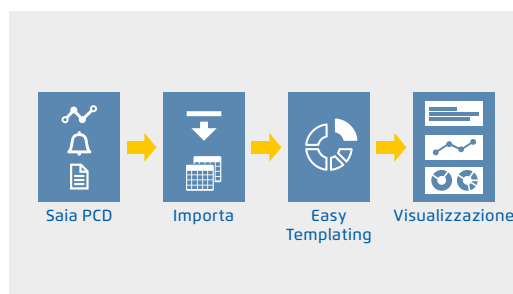 Saia PCD
Importa
Easy
Templating
Visualizzazione